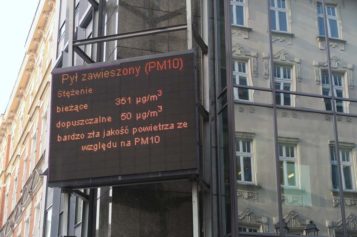 Pył zawieszony (PM10)
Stężenie
bieżące 351 µg/m³
dopuszczalne 50 µg/m³
bardzo zła jakość powietrza ze
względu na PM10